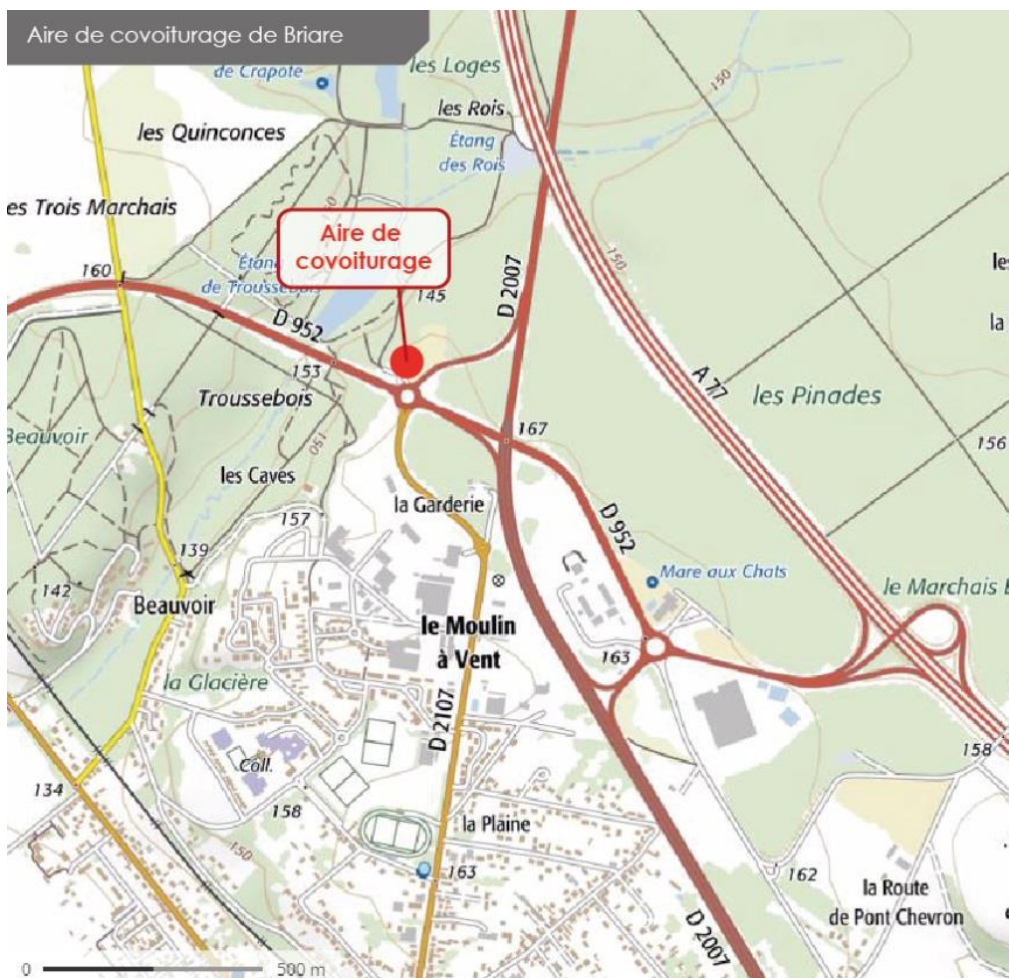 Aire de covoiturage de Briare
de Crapote
les Loges
150
les Quinconces
les Rois
Étang
des Rois
es Trois Marchais
Aire de
covoiturage
150
les
160
Étang
de Troussebois
145
D 2007
la
D 952
153
A 77
les Pinades
Troussebois
Beauvoir
167
156
150
les Caves
la Garderie
157
D 952
139
142
Mare aux Chats
le Marchais
Beauvoir
le Moulin
à Vent
163
la Glacière
D 2107
158
Coll.
134
158
la Plaine
150
163
162
la Route
de Pont Chevron
D 2007
0
500 m